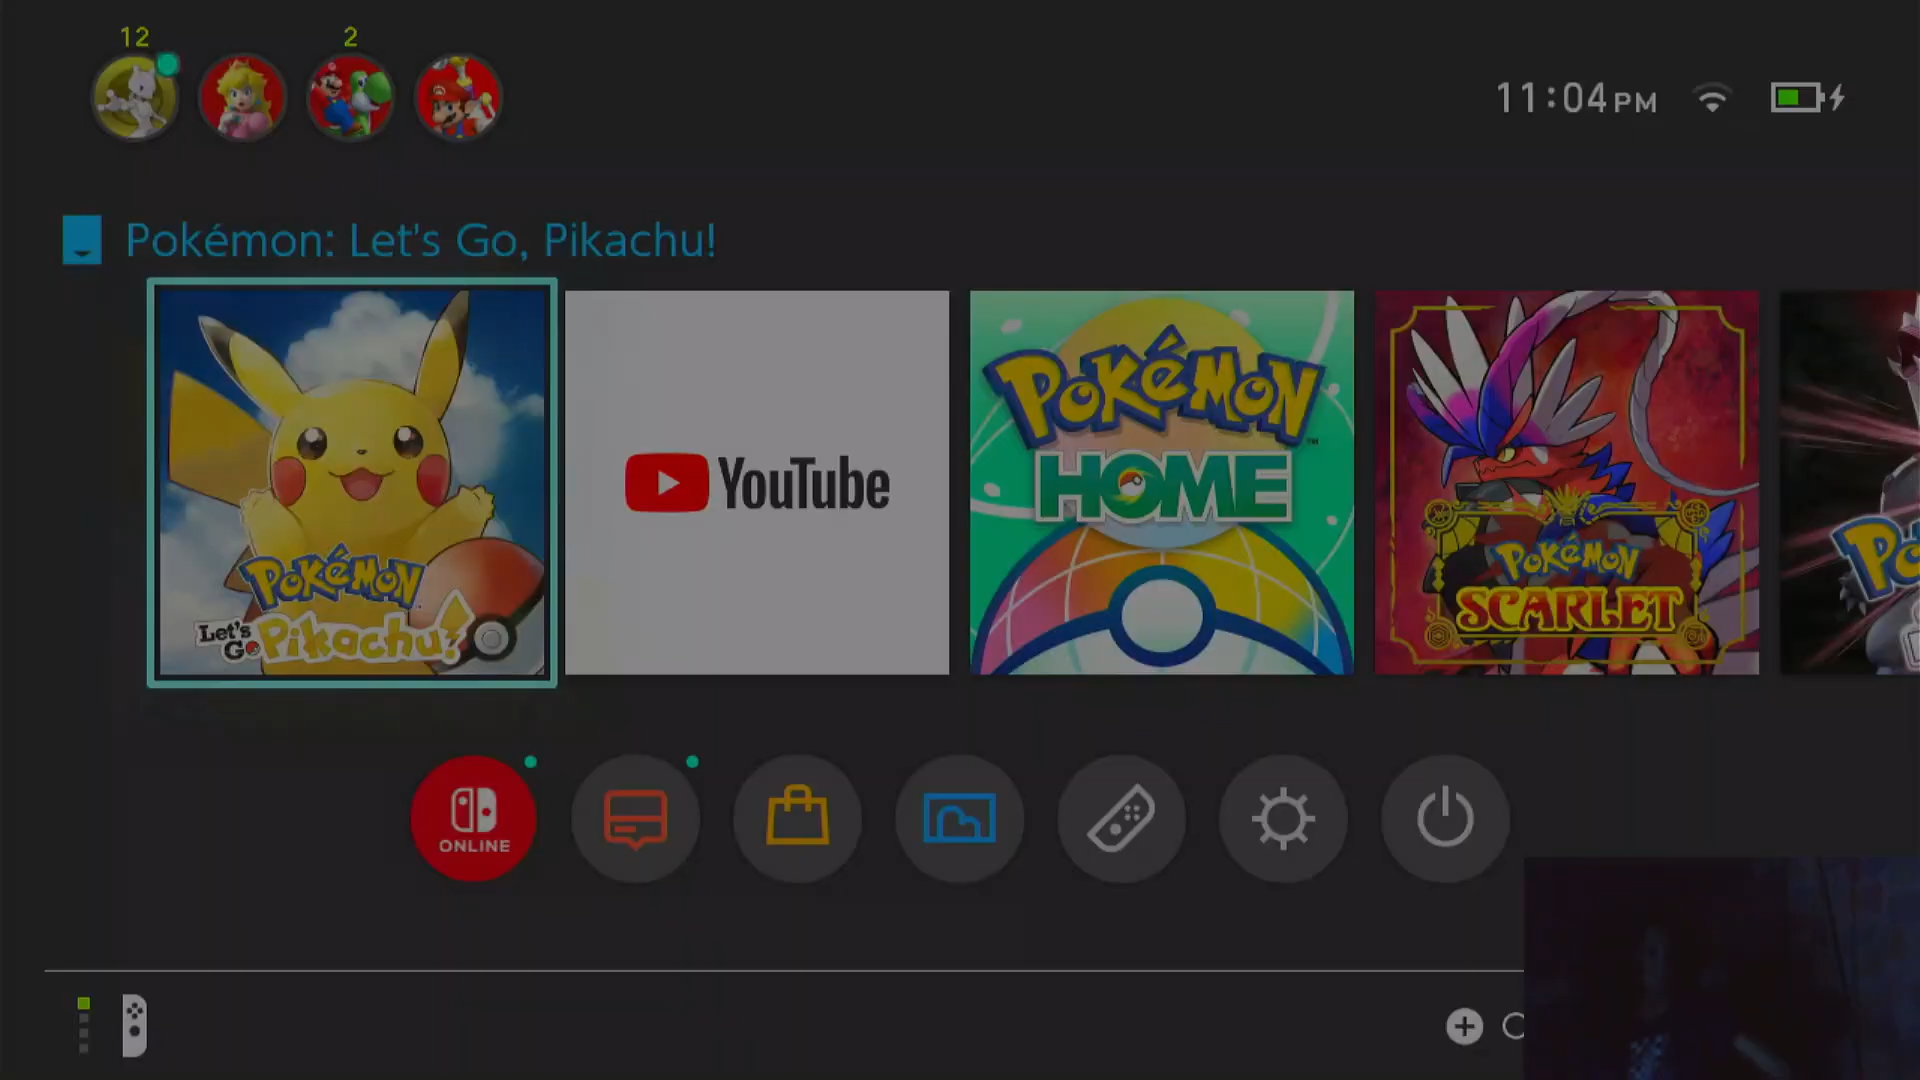 12
2
11:04 PM
Pokémon: Let's Go, Pikachu!
POKéMON
Let's
Go
Pikachu!
YouTube
POKéMON
TM
HOME
POKéMON
SCARLET
ONLINE